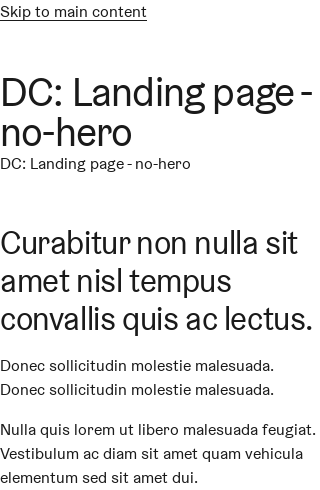 Skip to main content
DC: Landing page - 
no-hero
DC: Landing page - no-hero
Curabitur non nulla sit
amet nisl tempus
convallis quis ac lectus.
Donec sollicitudin molestie malesuada.
Donec sollicitudin molestie malesuada.
Nulla quis lorem ut libero malesuada feugiat.
Vestibulum ac diam sit amet quam vehicula
elementum sed sit amet dui.